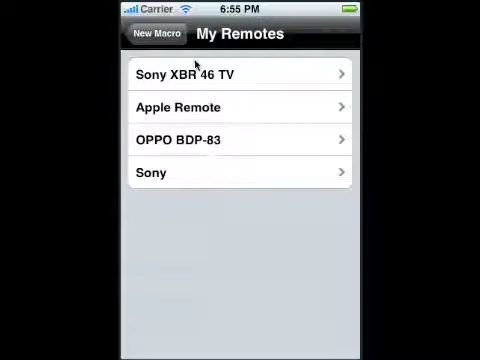 Carrier 6:55 PM
New Macro My Remotes
Sony XBR 46 TV
Apple Remote
OPPO BDP-83
Sony